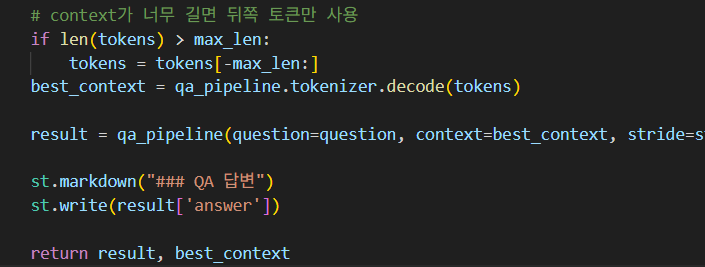 # context가 너무 길면 뒤쪽 토큰만 사용
if len(tokens) > max_len:
    tokens = tokens[-max_len:]
best_context = qa_pipeline.tokenizer.decode(tokens)
result = qa_pipeline(question=question, context=best_context, stride=s
st.markdown("### QA 답변")
st.write(result['answer'])
return result, best_context